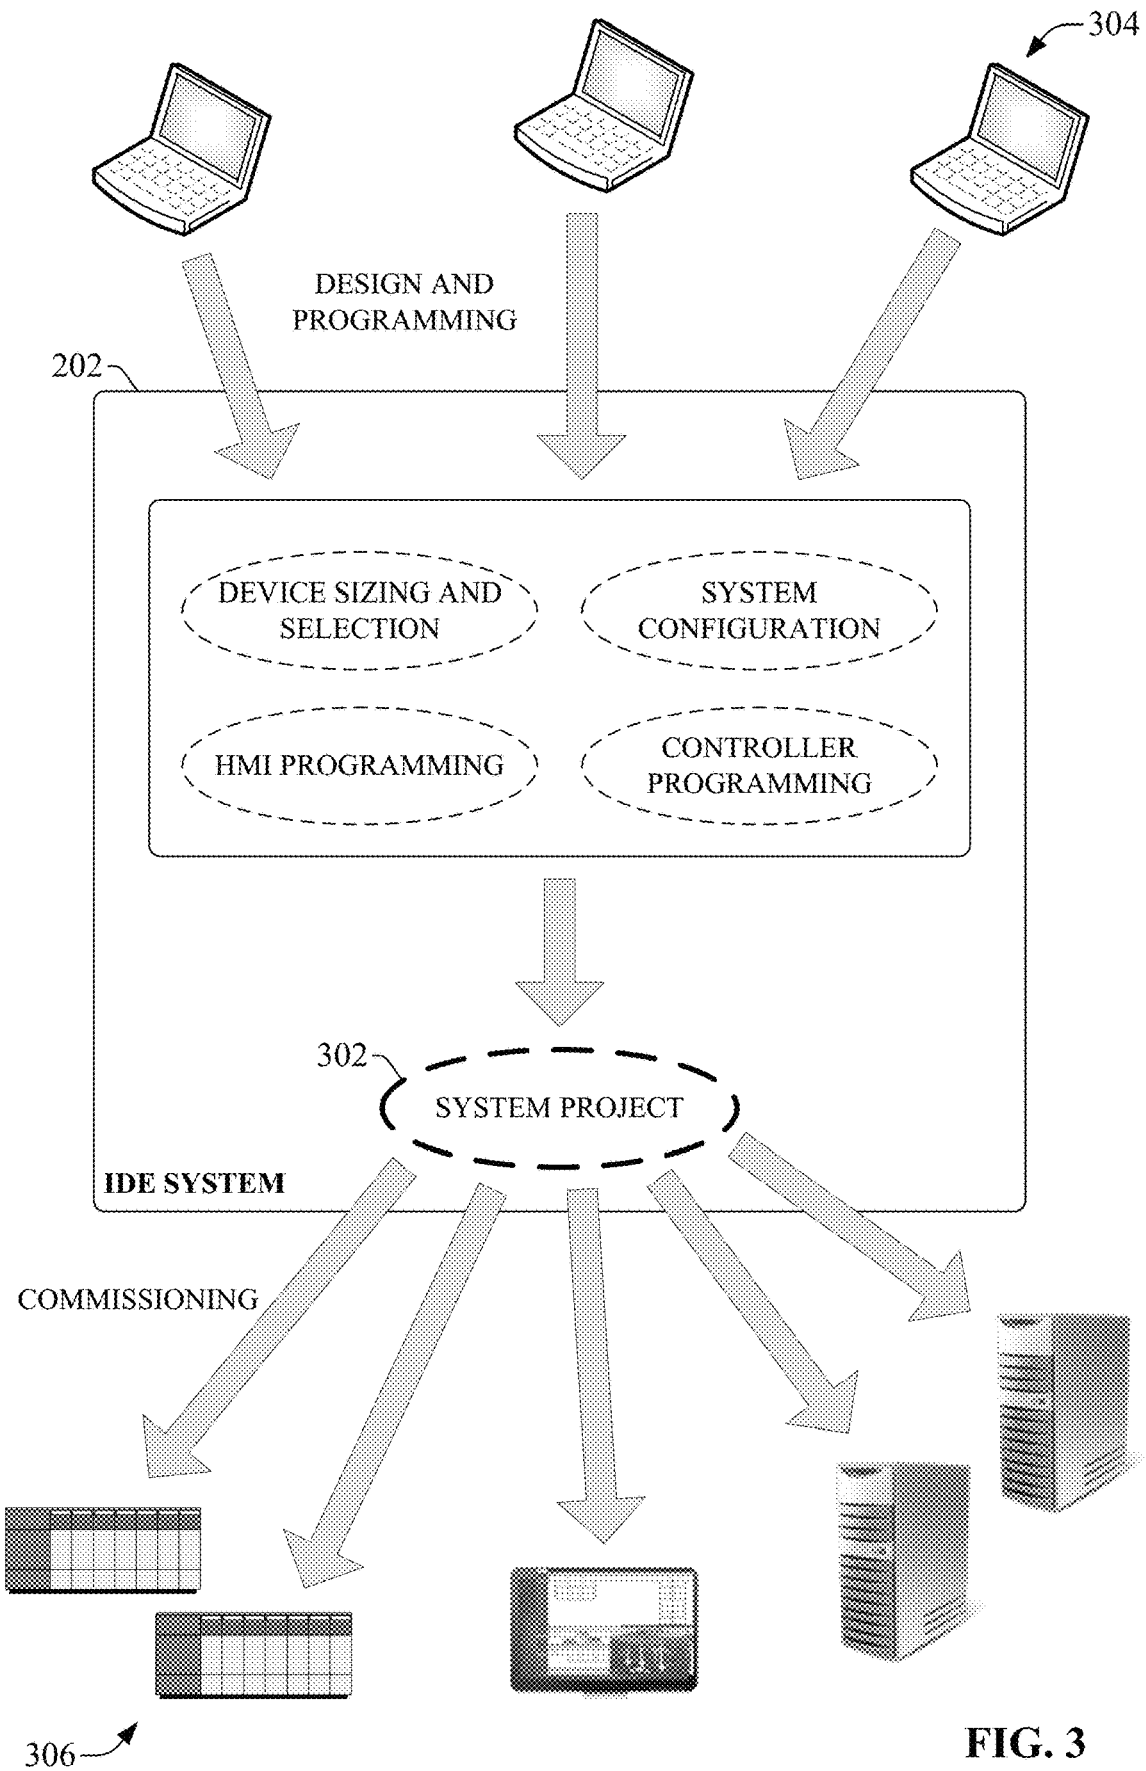 304
DESIGN AND
PROGRAMMING
202
DEVICE SIZING AND
SELECTION
SYSTEM
CONFIGURATION
HMI PROGRAMMING
CONTROLLER
PROGRAMMING
302
SYSTEM PROJECT
IDE SYSTEM
COMMISSIONING
306
FIG. 3